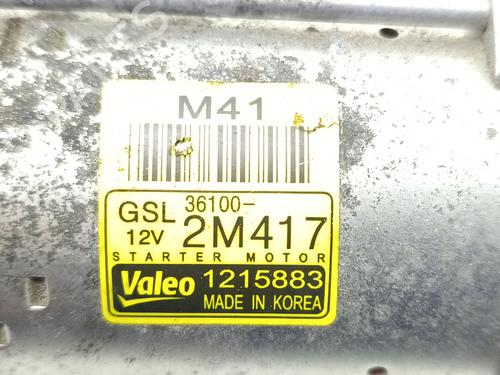 M41
GSL 36100-
12V 2M417
STARTER MOTOR
Valeo 1215883
MADE IN KOREA